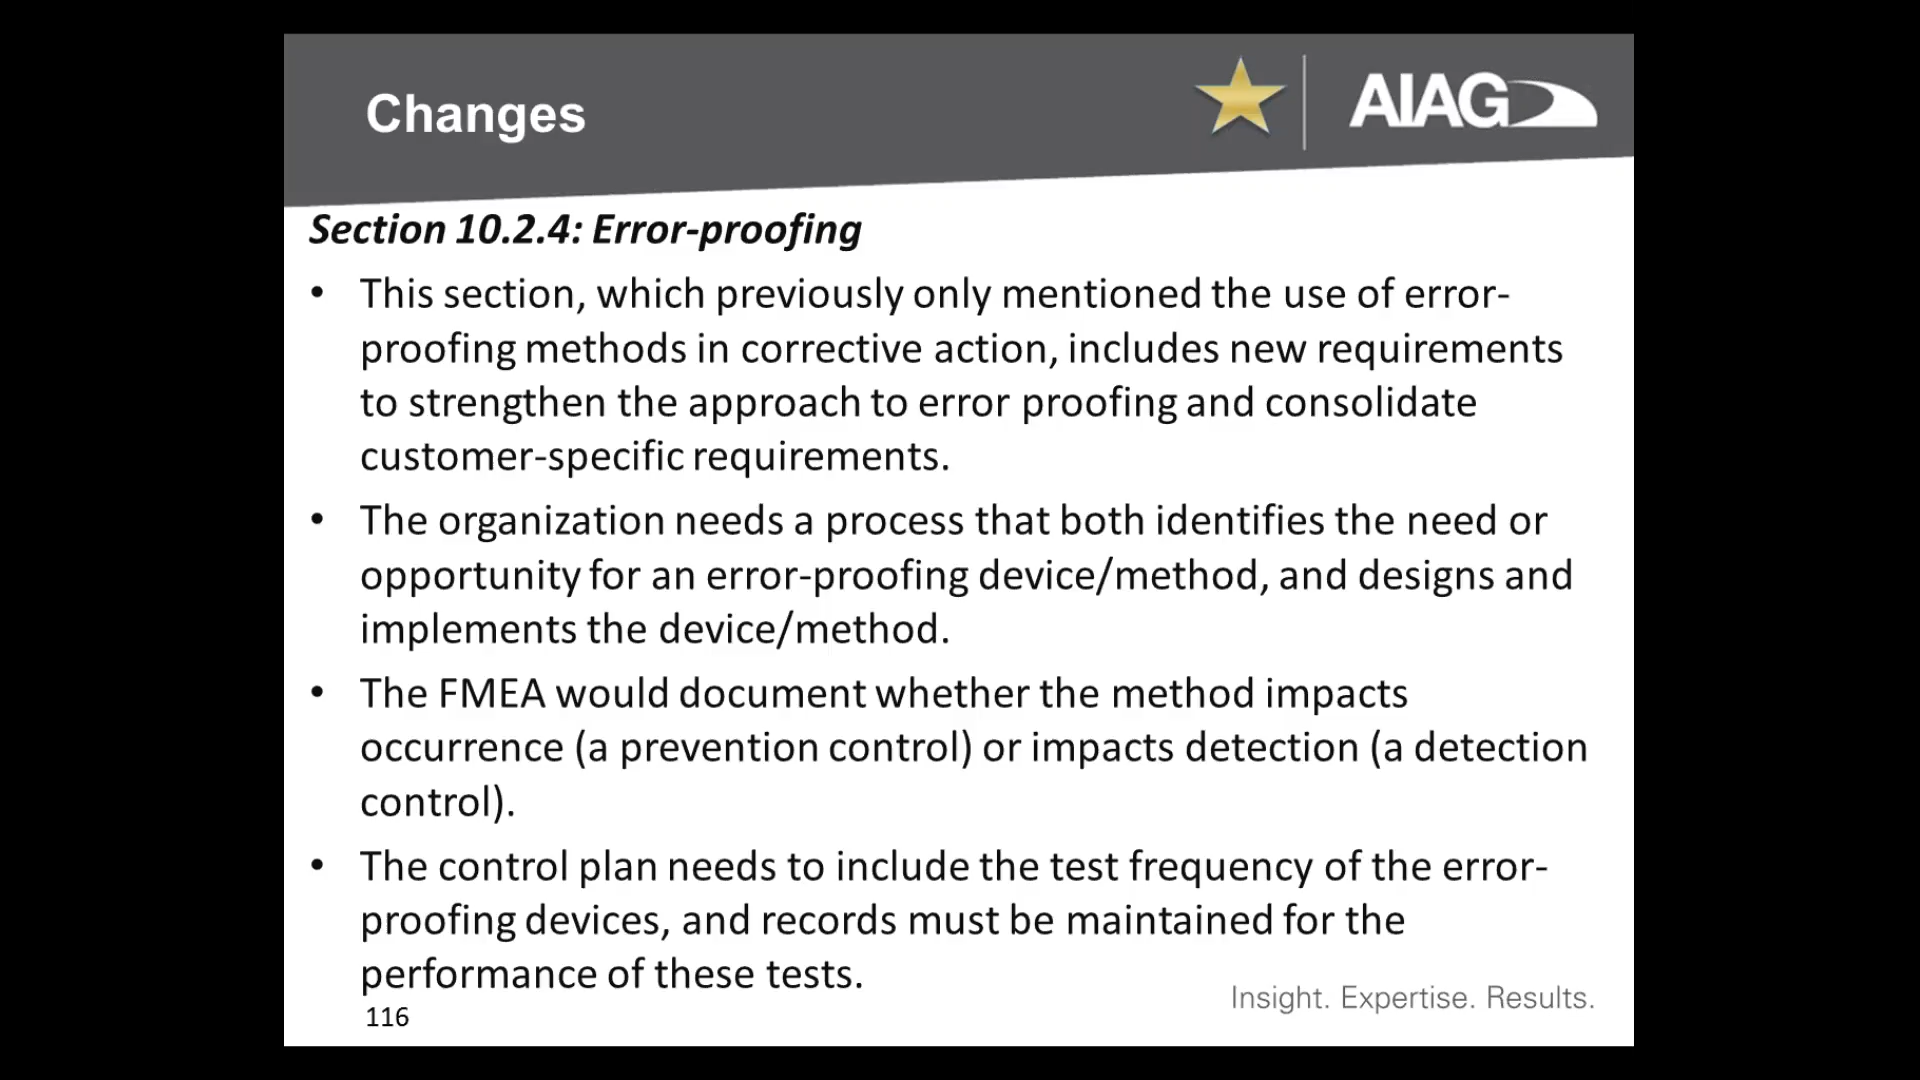 Changes
AIAG
Section 10.2.4: Error-proofing
• This section, which previously only mentioned the use of error-
proofing methods in corrective action, includes new requirements
to strengthen the approach to error proofing and consolidate
customer-specific requirements.
• The organization needs a process that both identifies the need or
opportunity for an error-proofing device/method, and designs and
implements the device/method.
• The FMEA would document whether the method impacts
occurrence (a prevention control) or impacts detection (a detection
control).
• The control plan needs to include the test frequency of the error-
proofing devices, and records must be maintained for the
performance of these tests.
Insight. Expertise. Results.
116